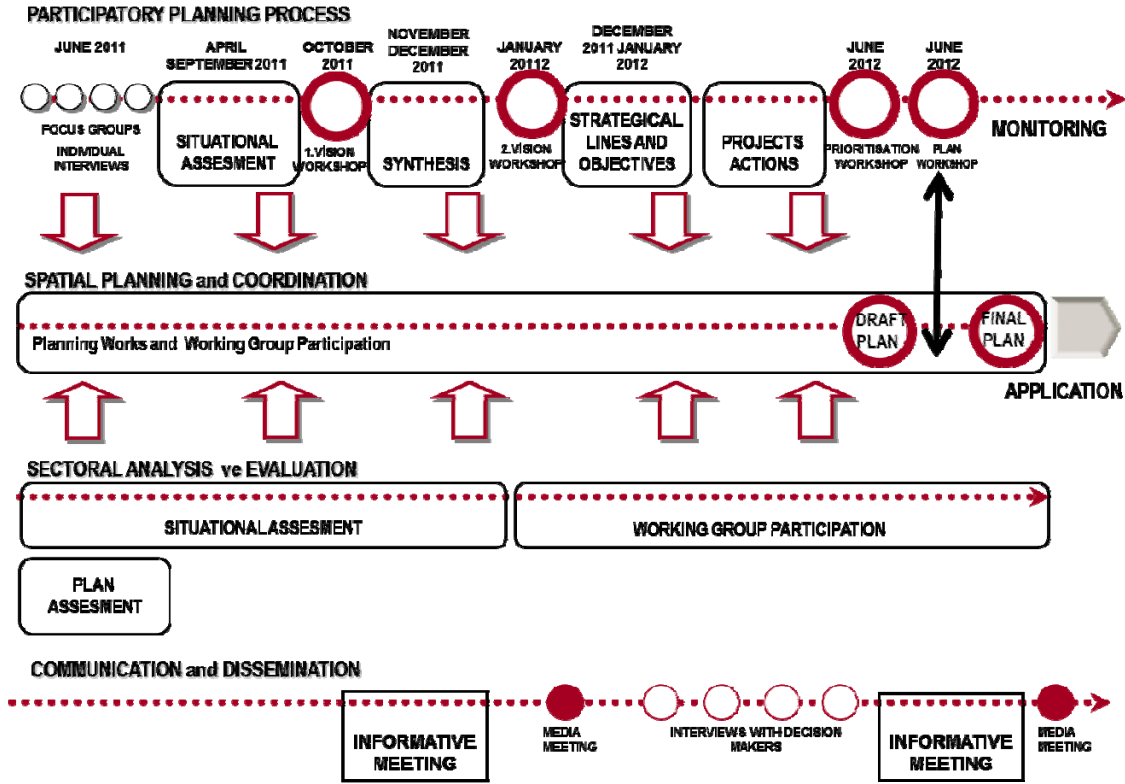 PARTICIPATORY PLANNING PROCESS
JUNE 2011
APRIL
SEPTEMBER 2011
OCTOBER
2011
NOVEMBER
DECEMBER
2011
JANUARY
20112
DECEMBER
2011 JANUARY
2012
JUNE
2012
JUNE
2012
FOCUS GROUPS
INDIVIDUAL
INTERVIEWS
SITUATIONAL
ASSESMENT
1.VİSION
WORKSHOP
SYNTHESIS
2.VISION
WORKSHOP
STRATEGICAL
LINES AND
OBJECTIVES
PROJECTS
ACTIONS
PRIORITISATION
WORKSHOP
PLAN
WORKSHOP
MONITORING
SPATIAL PLANNING and COORDINATION
Planning Works and Working Group Participation
DRAFT
PLAN
FINAL
PLAN
APPLICATION
SECTORAL ANALYSIS ve EVALUATION
SITUATIONAL ASSESMENT
WORKING GROUP PARTICIPATION
PLAN
ASSESMENT
COMMUNICATION and DISSEMINATION
INFORMATIVE
MEETING
MEDIA
MEETING
INTERVIEWS WITH DECISION
MAKERS
INFORMATIVE
MEETING
MEDIA
MEETING